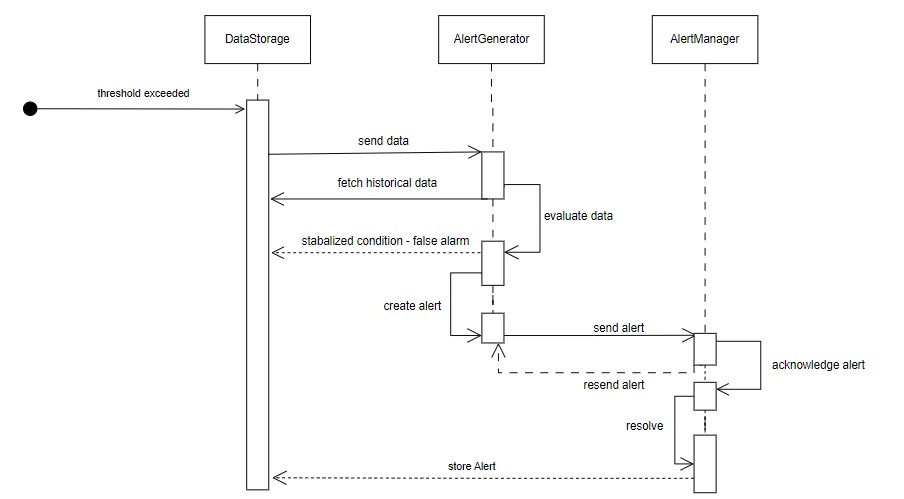 DataStorage
AlertGenerator
AlertManager
threshold exceeded
send data
fetch historical data
evaluate data
stabalized condition - false alarm
create alert
send alert
acknowledge alert
resend alert
resolve
store Alert